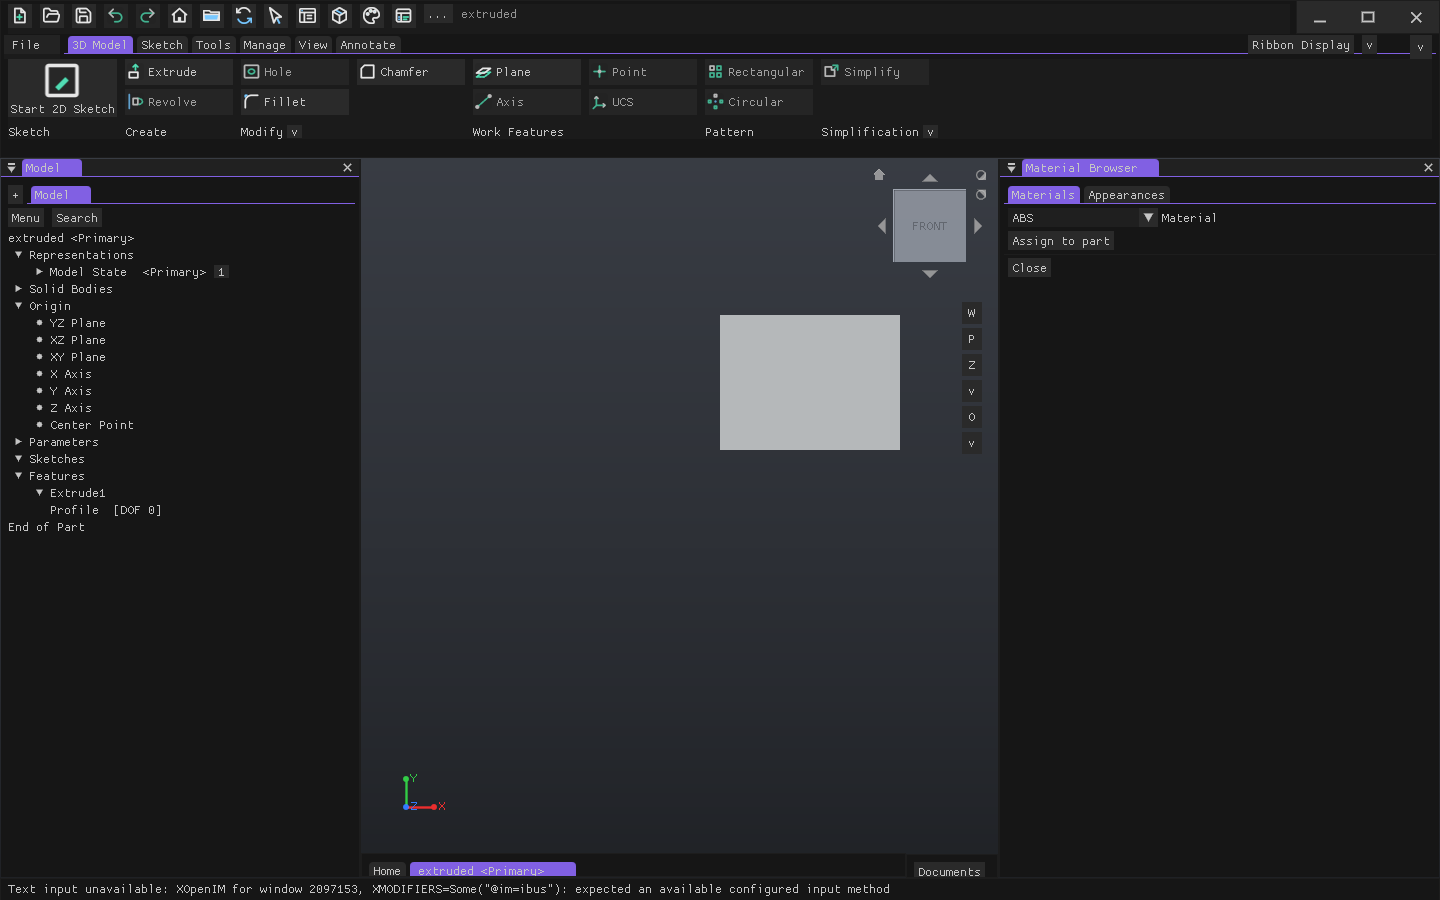 ... extruded
File 3D Model Sketch Tools Manage View Annotate Ribbon Display v v
Start 2D Sketch
Extrude
Revolve
Hole
Fillet
Chamfer
Plane
Axis
Point
UCS
Rectangular
Circular
Simplify
Sketch Create Modify v Work Features Pattern Simplification v
Model
+ Model
Menu Search
extruded <Primary>
Representations
Model State <Primary> 1
Solid Bodies
Origin
YZ Plane
XZ Plane
XY Plane
X Axis
Y Axis
Z Axis
Center Point
Parameters
Sketches
Features
Extrude1
Profile [DOF 0]
End of Part
FRONT
W
P
Z
v
O
v
Y
Z X
Home extruded <Primary> Documents
Material Browser
Materials Appearances
ABS Material
Assign to part
Close
Text input unavailable: XOpenIM for window 2097153, XMODIFIERS=Some("@im=ibus"): expected an available configured input method